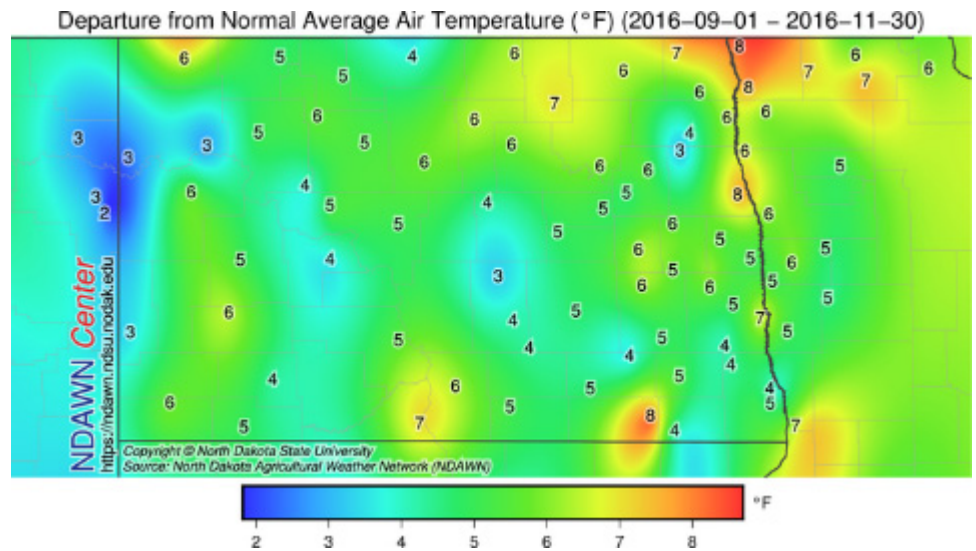 Departure from Normal Average Air Temperature (°F) (2016-09-01 - 2016-11-30)
6 5 4 6 7 8 6
5 6 7 6
7 6 8 7
6 6 6 6
3 5 5 6 6 4 6
3 3 6 3 6 5
6 4 6 6 5 8
3 2 5 4 5 6
5 5 6
5 4 6 5 5 6 5
3 6 5 6 5
6 5 5 5
3 4 5 7 5
5 4 4 5 4
4 6 5 5 4 4
6 5 5
5 7 8 4 7
NDAWN Center
https://ndawn.ndsu.nodak.edu
Copyright © North Dakota State University
Source: North Dakota Agricultural Weather Network (NDAWN)
°F
2 3 4 5 6 7 8